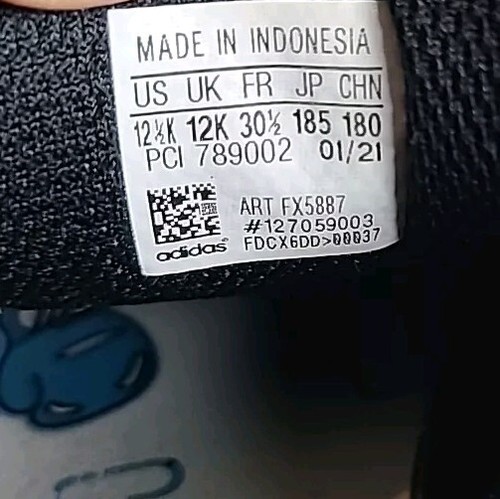 MADE IN INDONESIA
US UK FR JP CHN
12½K 12K 30½ 185 180
PCI 789002 01/21
ART FX5887
#127059003
FDCX6DD>00037
adidas